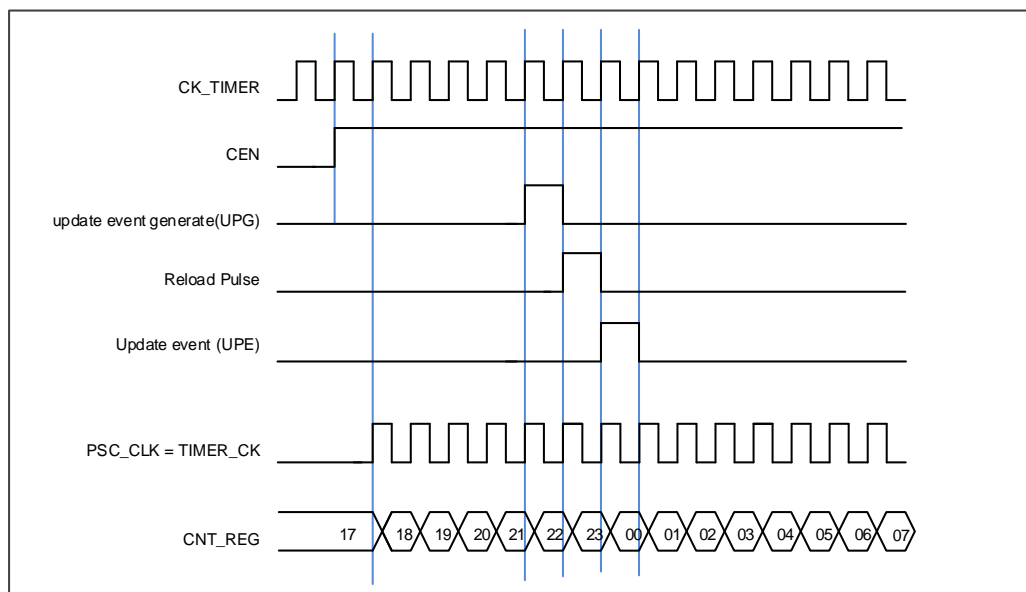 CK_TIMER
CEN
update event generate(UPG)
Reload Pulse
Update event (UPE)
PSC_CLK = TIMER_CK
CNT_REG 17 18 19 20 21 22 23 00 01 02 03 04 05 06 07